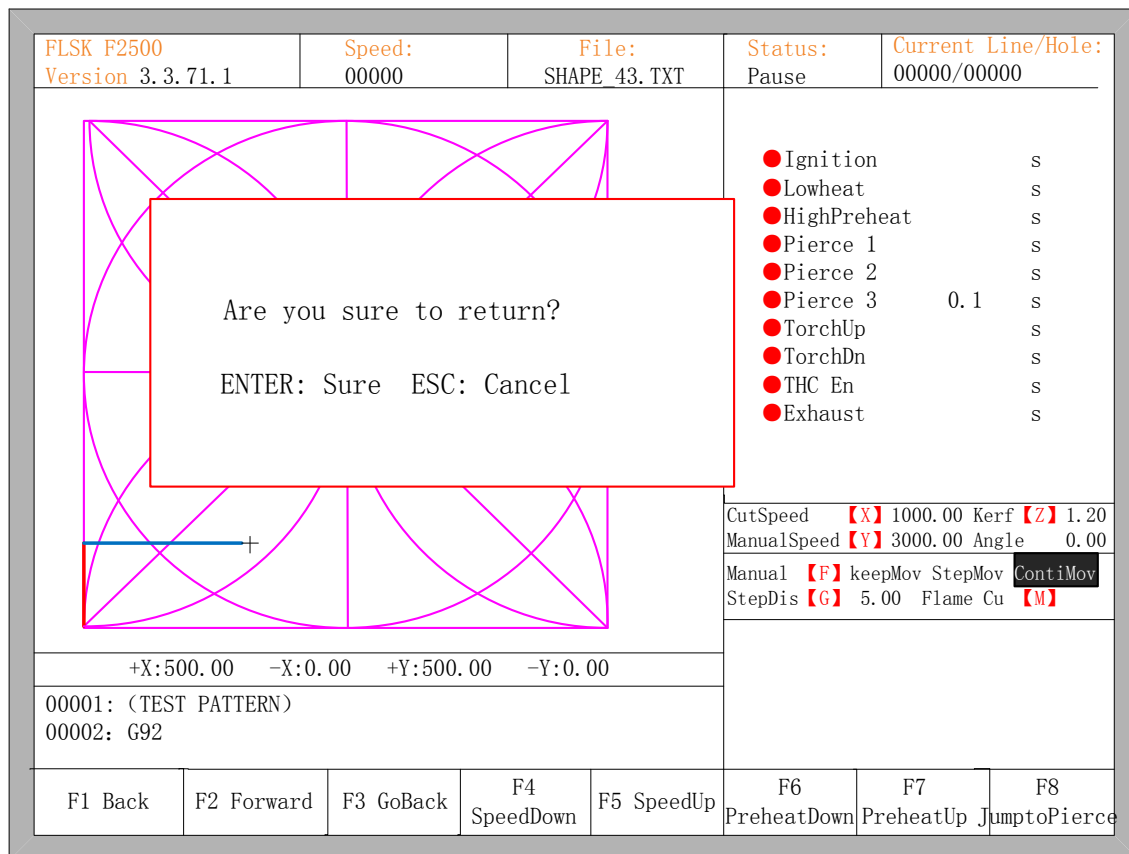 FLSK F2500
Version 3.3.71.1
Speed:
00000
File:
SHAPE_43.TXT
Status:
Pause
Current Line/Hole:
00000/00000
Are you sure to return?
ENTER: Sure ESC: Cancel
Ignition s
Lowheat s
HighPreheat s
Pierce 1 s
Pierce 2 s
Pierce 3 0.1 s
TorchUp s
TorchDn s
THC En s
Exhaust s
CutSpeed 【X】 1000.00 Kerf 【Z】 1.20
ManualSpeed 【Y】 3000.00 Angle 0.00
Manual 【F】 keepMov StepMov ContiMov
StepDis 【G】 5.00 Flame Cu 【M】
+X:500.00 -X:0.00 +Y:500.00 -Y:0.00
00001: (TEST PATTERN)
00002: G92
F1 Back
F2 Forward
F3 GoBack
F4
SpeedDown
F5 SpeedUp
F6
PreheatDown
F7
PreheatUp
F8
JumptoPierce